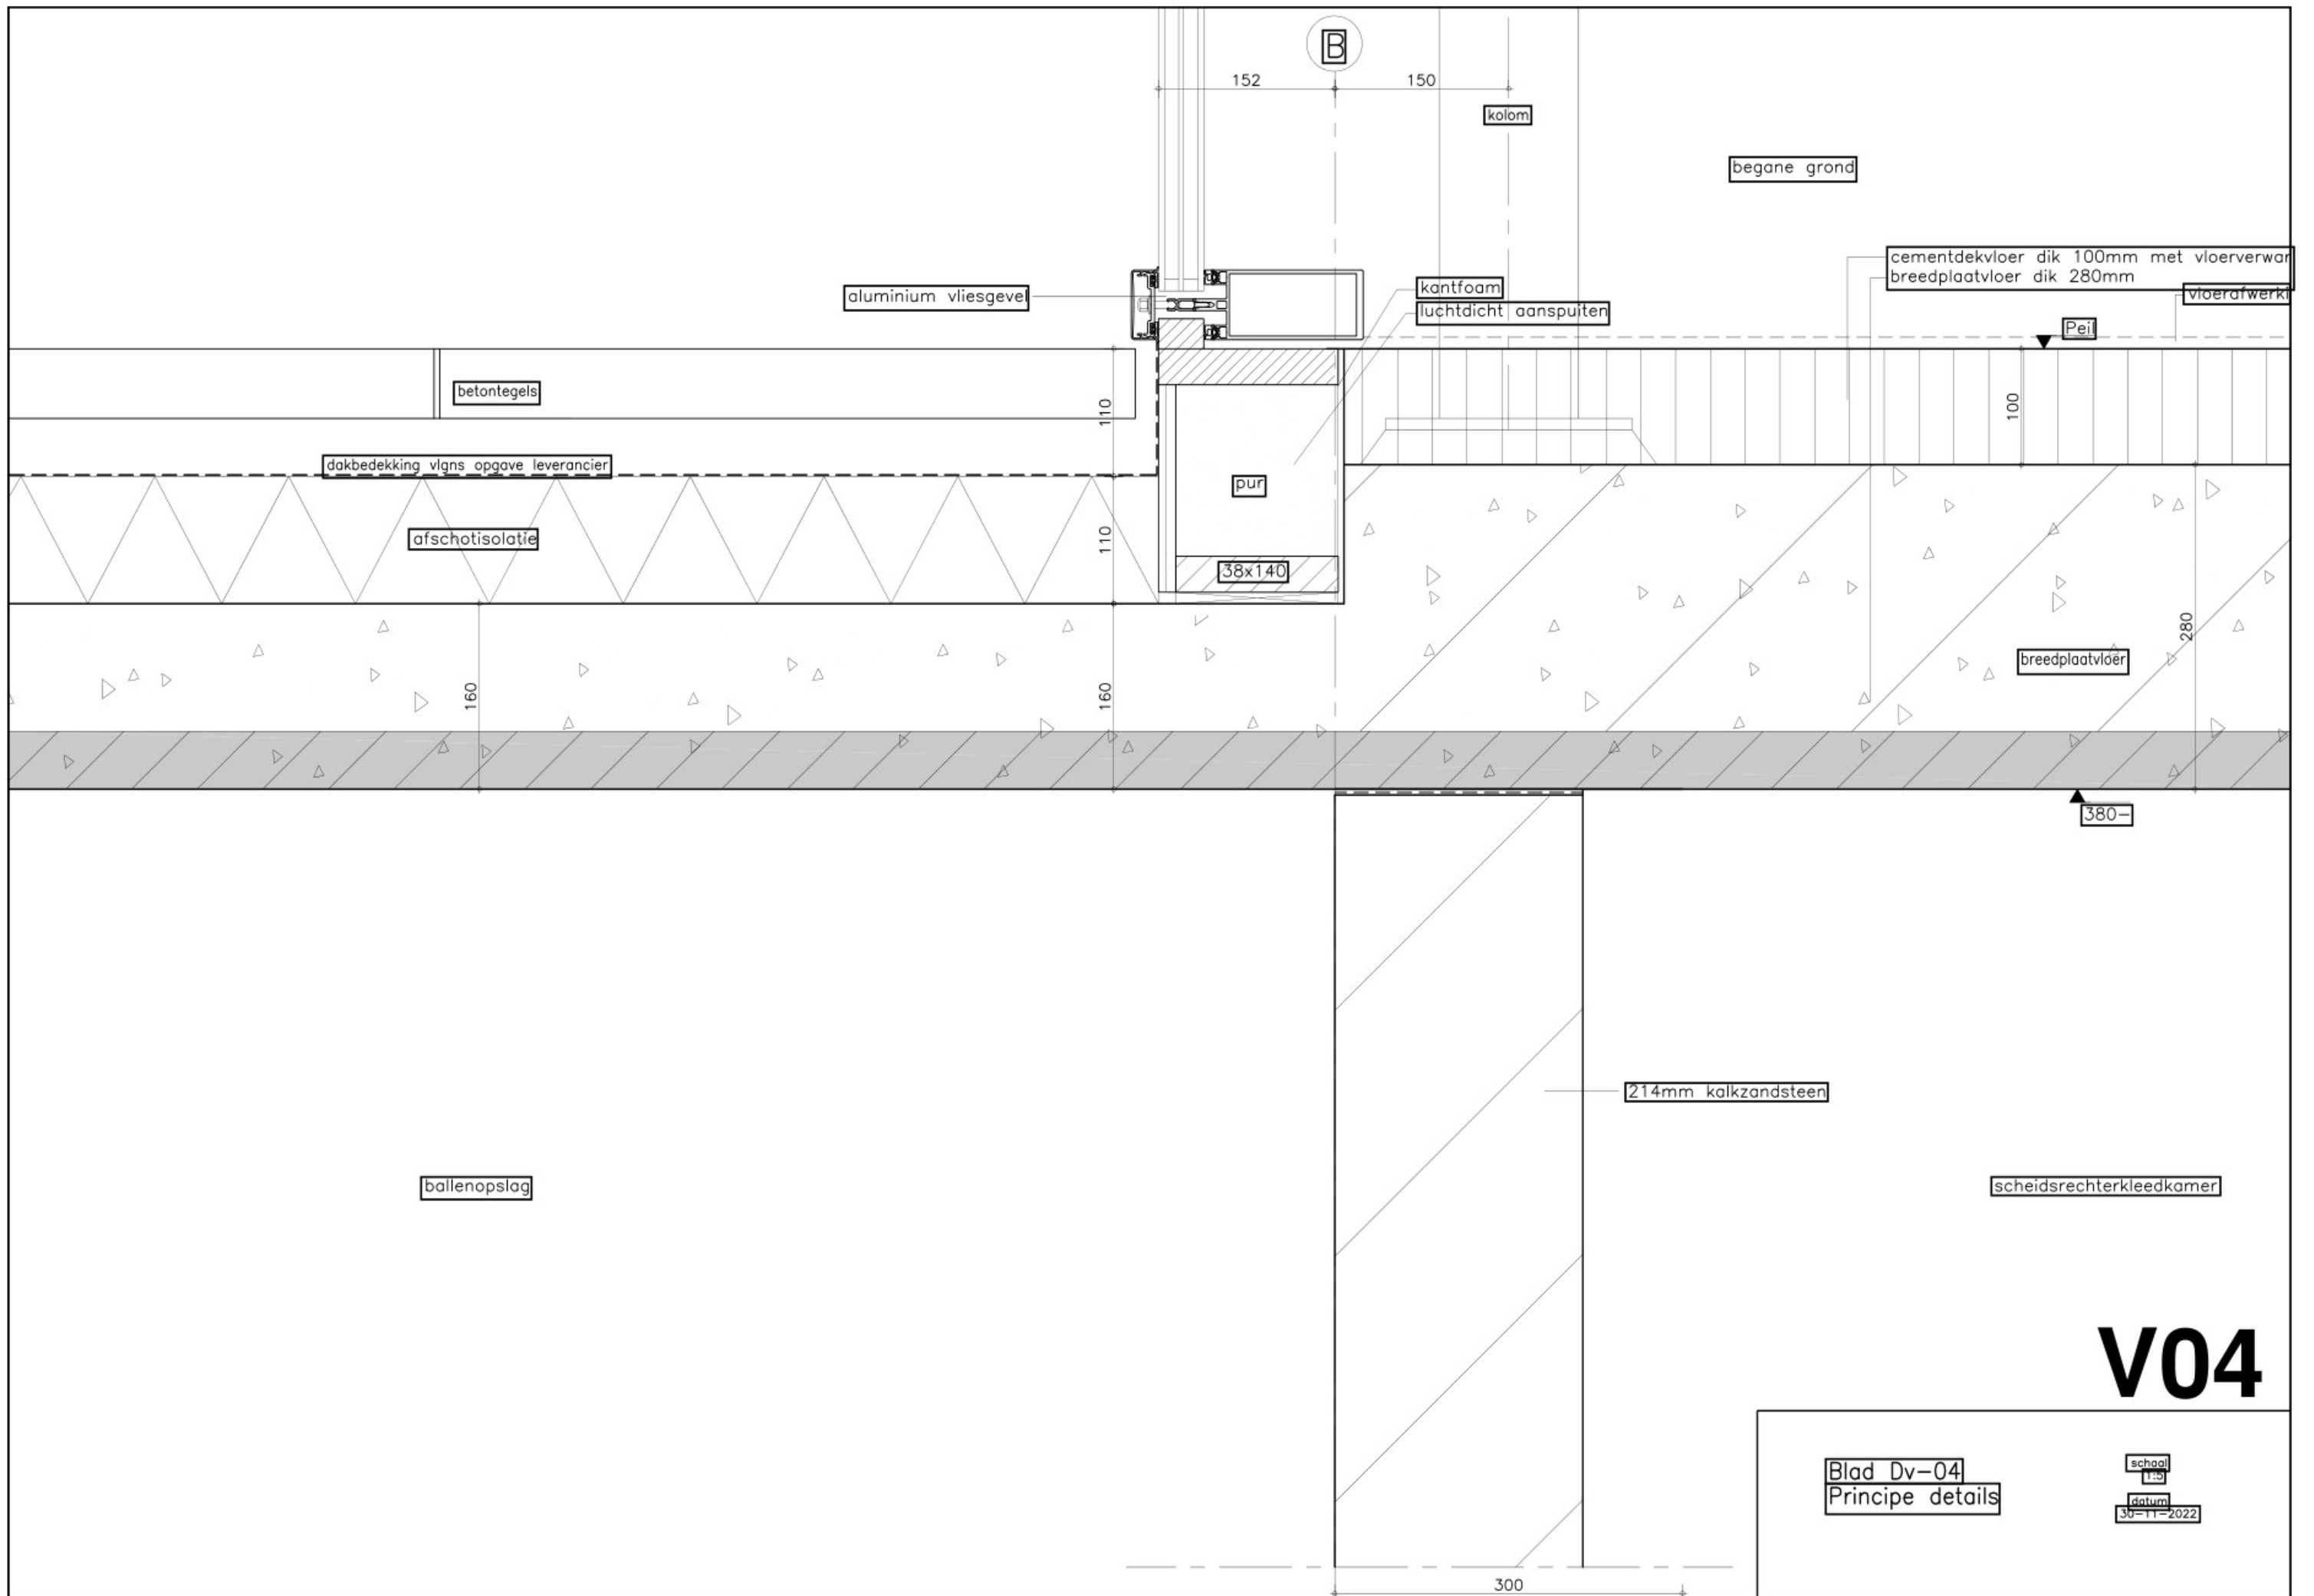 B
152
150
kolom
begane grond
cementdekvloer dik 100mm met vloerverwar
breedplaatvloer dik 280mm
aluminium vliesgevel
kantfoam
luchtdicht aanspuiten
vloerafwerki
Peil
betontegels
110
100
dakbedekking vlgns opgave leverancier
pur
afschotisolatie
110
38x140
160
160
breedplaatvloer
280
380-
214mm kalkzandsteen
ballenopslag
scheidsrechterkleedkamer
V04
Blad Dv-04
Principe details
schaal
1:5
datum
30-11-2022
300